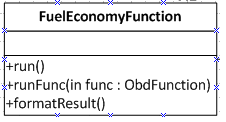 FuelEconomyFunction
+run()
+runFunc(in func : ObdFunction)
+formatResult()